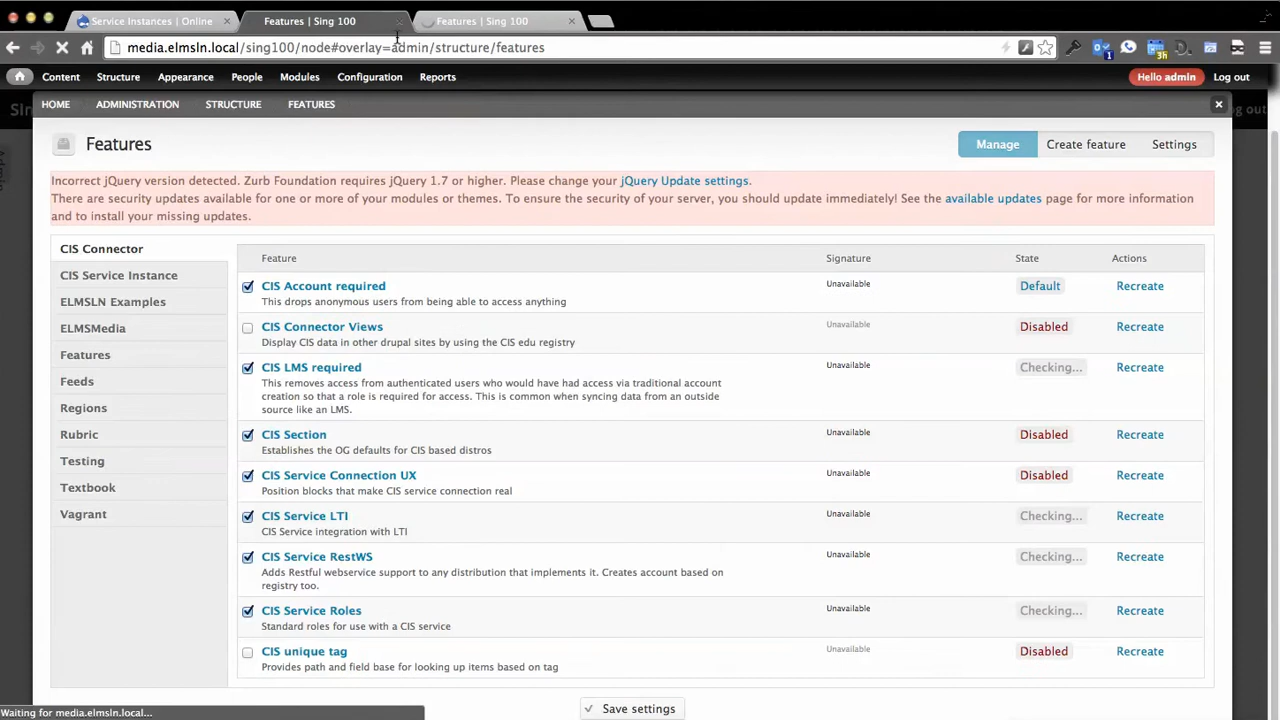 Service Instances | Online
Features | Sing 100
Features | Sing 100
media.elmsln.local/sing100/node#overlay=admin/structure/features
1
3h
Content Structure Appearance People Modules Configuration Reports Hello admin Log out
HOME ADMINISTRATION STRUCTURE FEATURES
Features
Manage Create feature Settings
Incorrect jQuery version detected. Zurb Foundation requires jQuery 1.7 or higher. Please change your jQuery Update settings.
There are security updates available for one or more of your modules or themes. To ensure the security of your server, you should update immediately! See the available updates page for more information
and to install your missing updates.
CIS Connector
CIS Service Instance
ELMSLN Examples
ELMSMedia
Features
Feeds
Regions
Rubric
Testing
Textbook
Vagrant
Feature Signature State Actions
CIS Account required Unavailable Default Recreate
This drops anonymous users from being able to access anything
CIS Connector Views Unavailable Disabled Recreate
Display CIS data in other drupal sites by using the CIS edu registry
CIS LMS required Unavailable Checking... Recreate
This removes access from authenticated users who would have had access via traditional account
creation so that a role is required for access. This is common when syncing data from an outside
source like an LMS.
CIS Section Unavailable Disabled Recreate
Establishes the OG defaults for CIS based distros
CIS Service Connection UX Unavailable Disabled Recreate
Position blocks that make CIS service connection real
CIS Service LTI Unavailable Checking... Recreate
CIS Service integration with LTI
CIS Service RestWS Unavailable Checking... Recreate
Adds Restful webservice support to any distribution that implements it. Creates account based on
registry too.
CIS Service Roles Unavailable Checking... Recreate
Standard roles for use with a CIS service
CIS unique tag Unavailable Disabled Recreate
Provides path and field base for looking up items based on tag
Save settings
Waiting for media.elmsln.local...